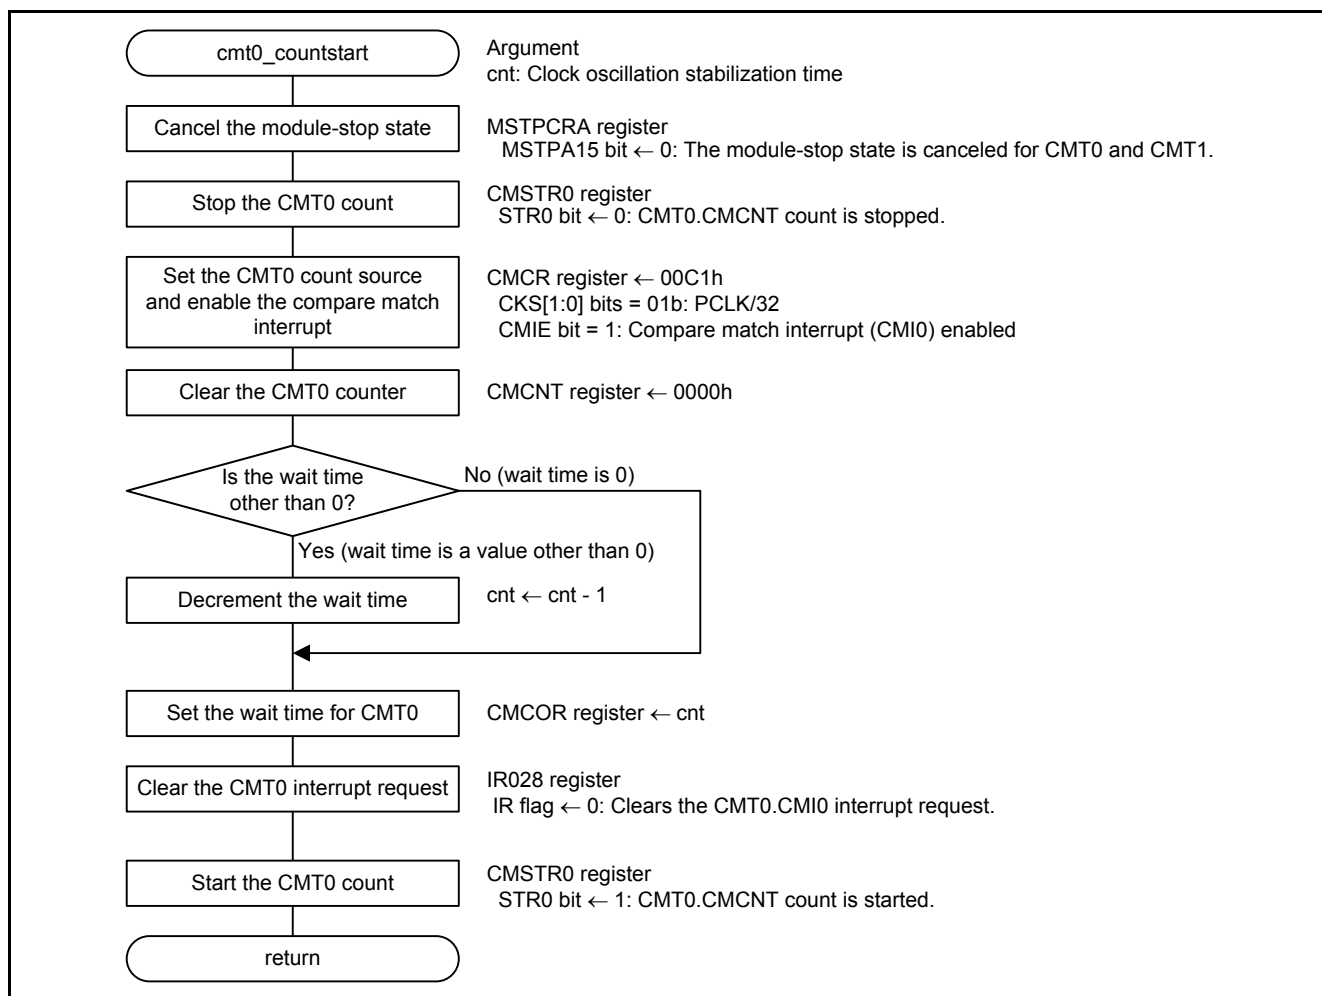 cmt0_countstart
Argument
cnt: Clock oscillation stabilization time
Cancel the module-stop state
MSTPCRA register
MSTPA15 bit ← 0: The module-stop state is canceled for CMT0 and CMT1.
Stop the CMT0 count
CMSTR0 register
STR0 bit ← 0: CMT0.CMCNT count is stopped.
Set the CMT0 count source
and enable the compare match
interrupt
CMCR register ← 00C1h
CKS[1:0] bits = 01b: PCLK/32
CMIE bit = 1: Compare match interrupt (CMI0) enabled
Clear the CMT0 counter
CMCNT register ← 0000h
Is the wait time
other than 0?
No (wait time is 0)
Yes (wait time is a value other than 0)
Decrement the wait time
cnt ← cnt - 1
Set the wait time for CMT0
CMCOR register ← cnt
Clear the CMT0 interrupt request
IR028 register
IR flag ← 0: Clears the CMT0.CMI0 interrupt request.
Start the CMT0 count
CMSTR0 register
STR0 bit ← 1: CMT0.CMCNT count is started.
return